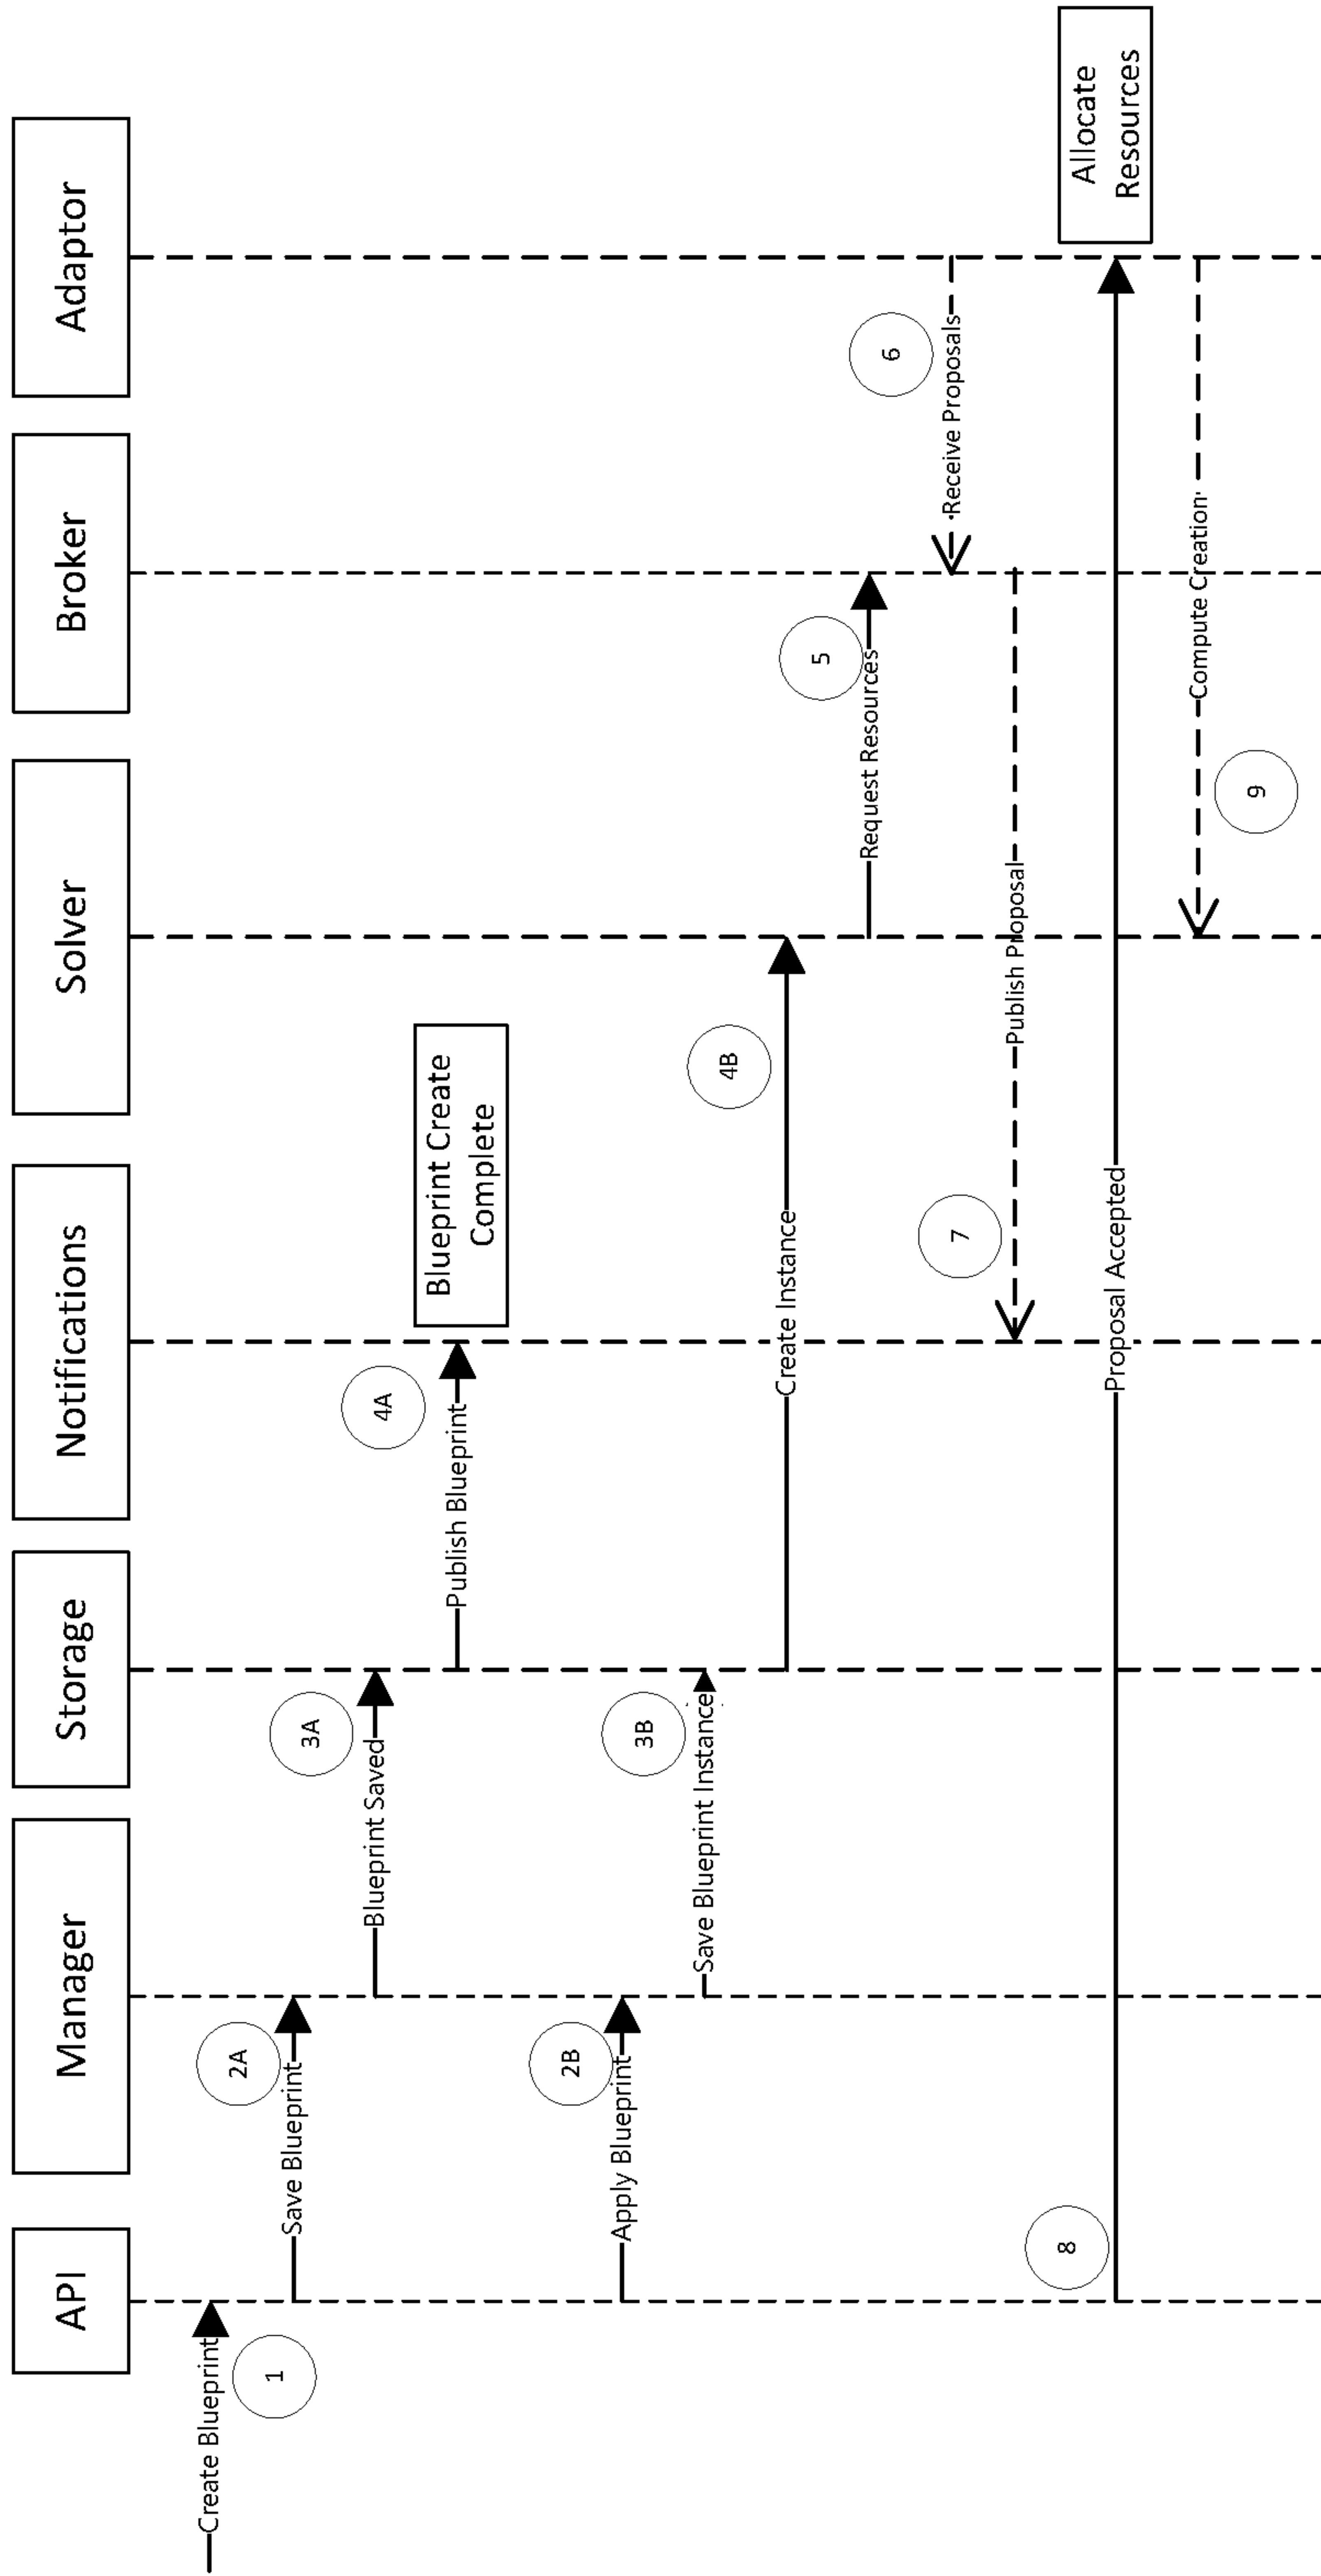 API
Manager
Storage
Notifications
Solver
Broker
Adaptor
Create Blueprint
1
2A
Save Blueprint
3A
Blueprint Saved
4A
Publish Blueprint
Blueprint Create
Complete
2B
Apply Blueprint
3B
Save Blueprint Instance
4B
Create Instance
5
Request Resources
6
Receive Proposals
7
Publish Proposal
8
Proposal Accepted
Allocate
Resources
Compute Creation
9